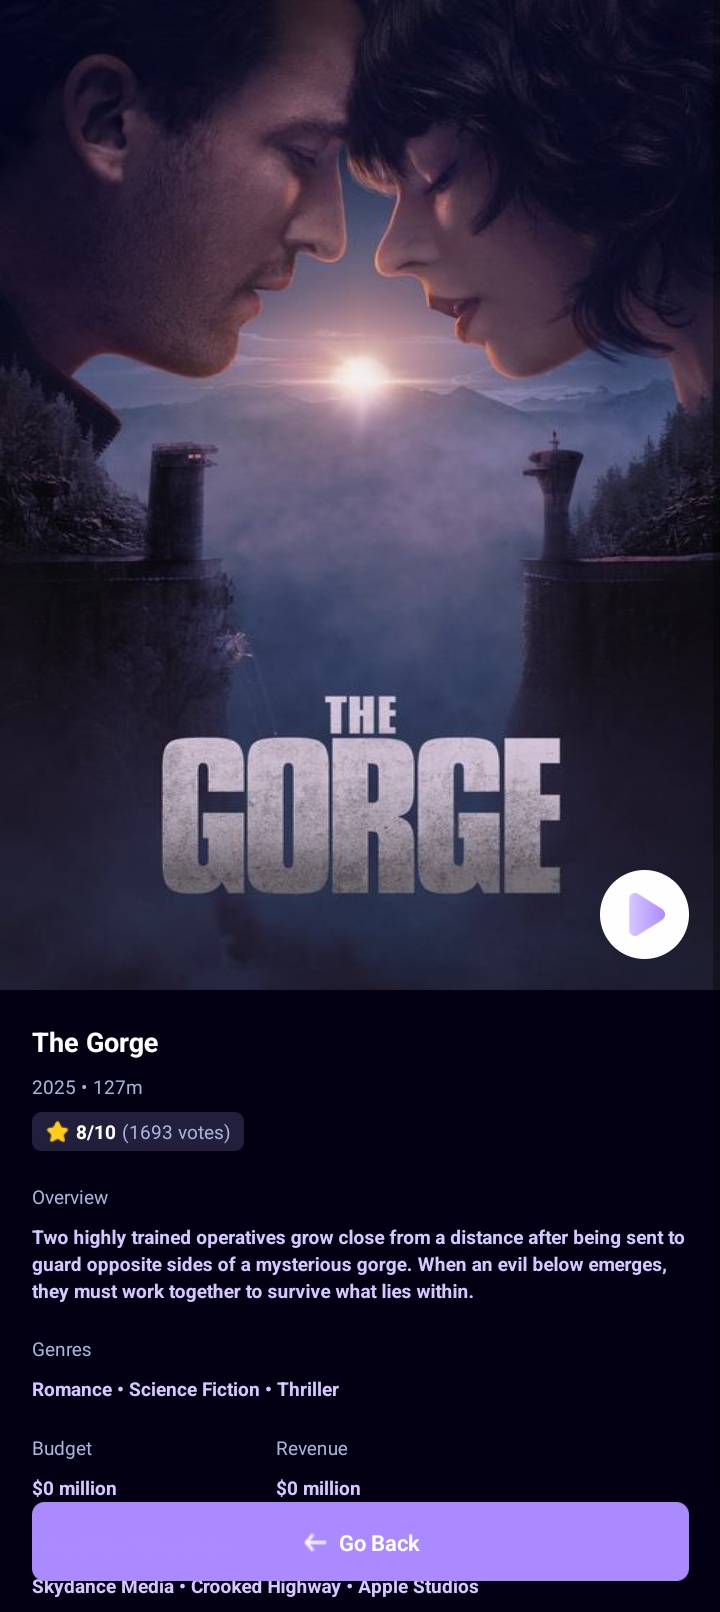 THE
GORGE
The Gorge
2025 • 127m
8/10 (1693 votes)
Overview
Two highly trained operatives grow close from a distance after being sent to
guard opposite sides of a mysterious gorge. When an evil below emerges,
they must work together to survive what lies within.
Genres
Romance • Science Fiction • Thriller
Budget Revenue
$0 million $0 million
Go Back
Skydance Media • Crooked Highway • Apple Studios